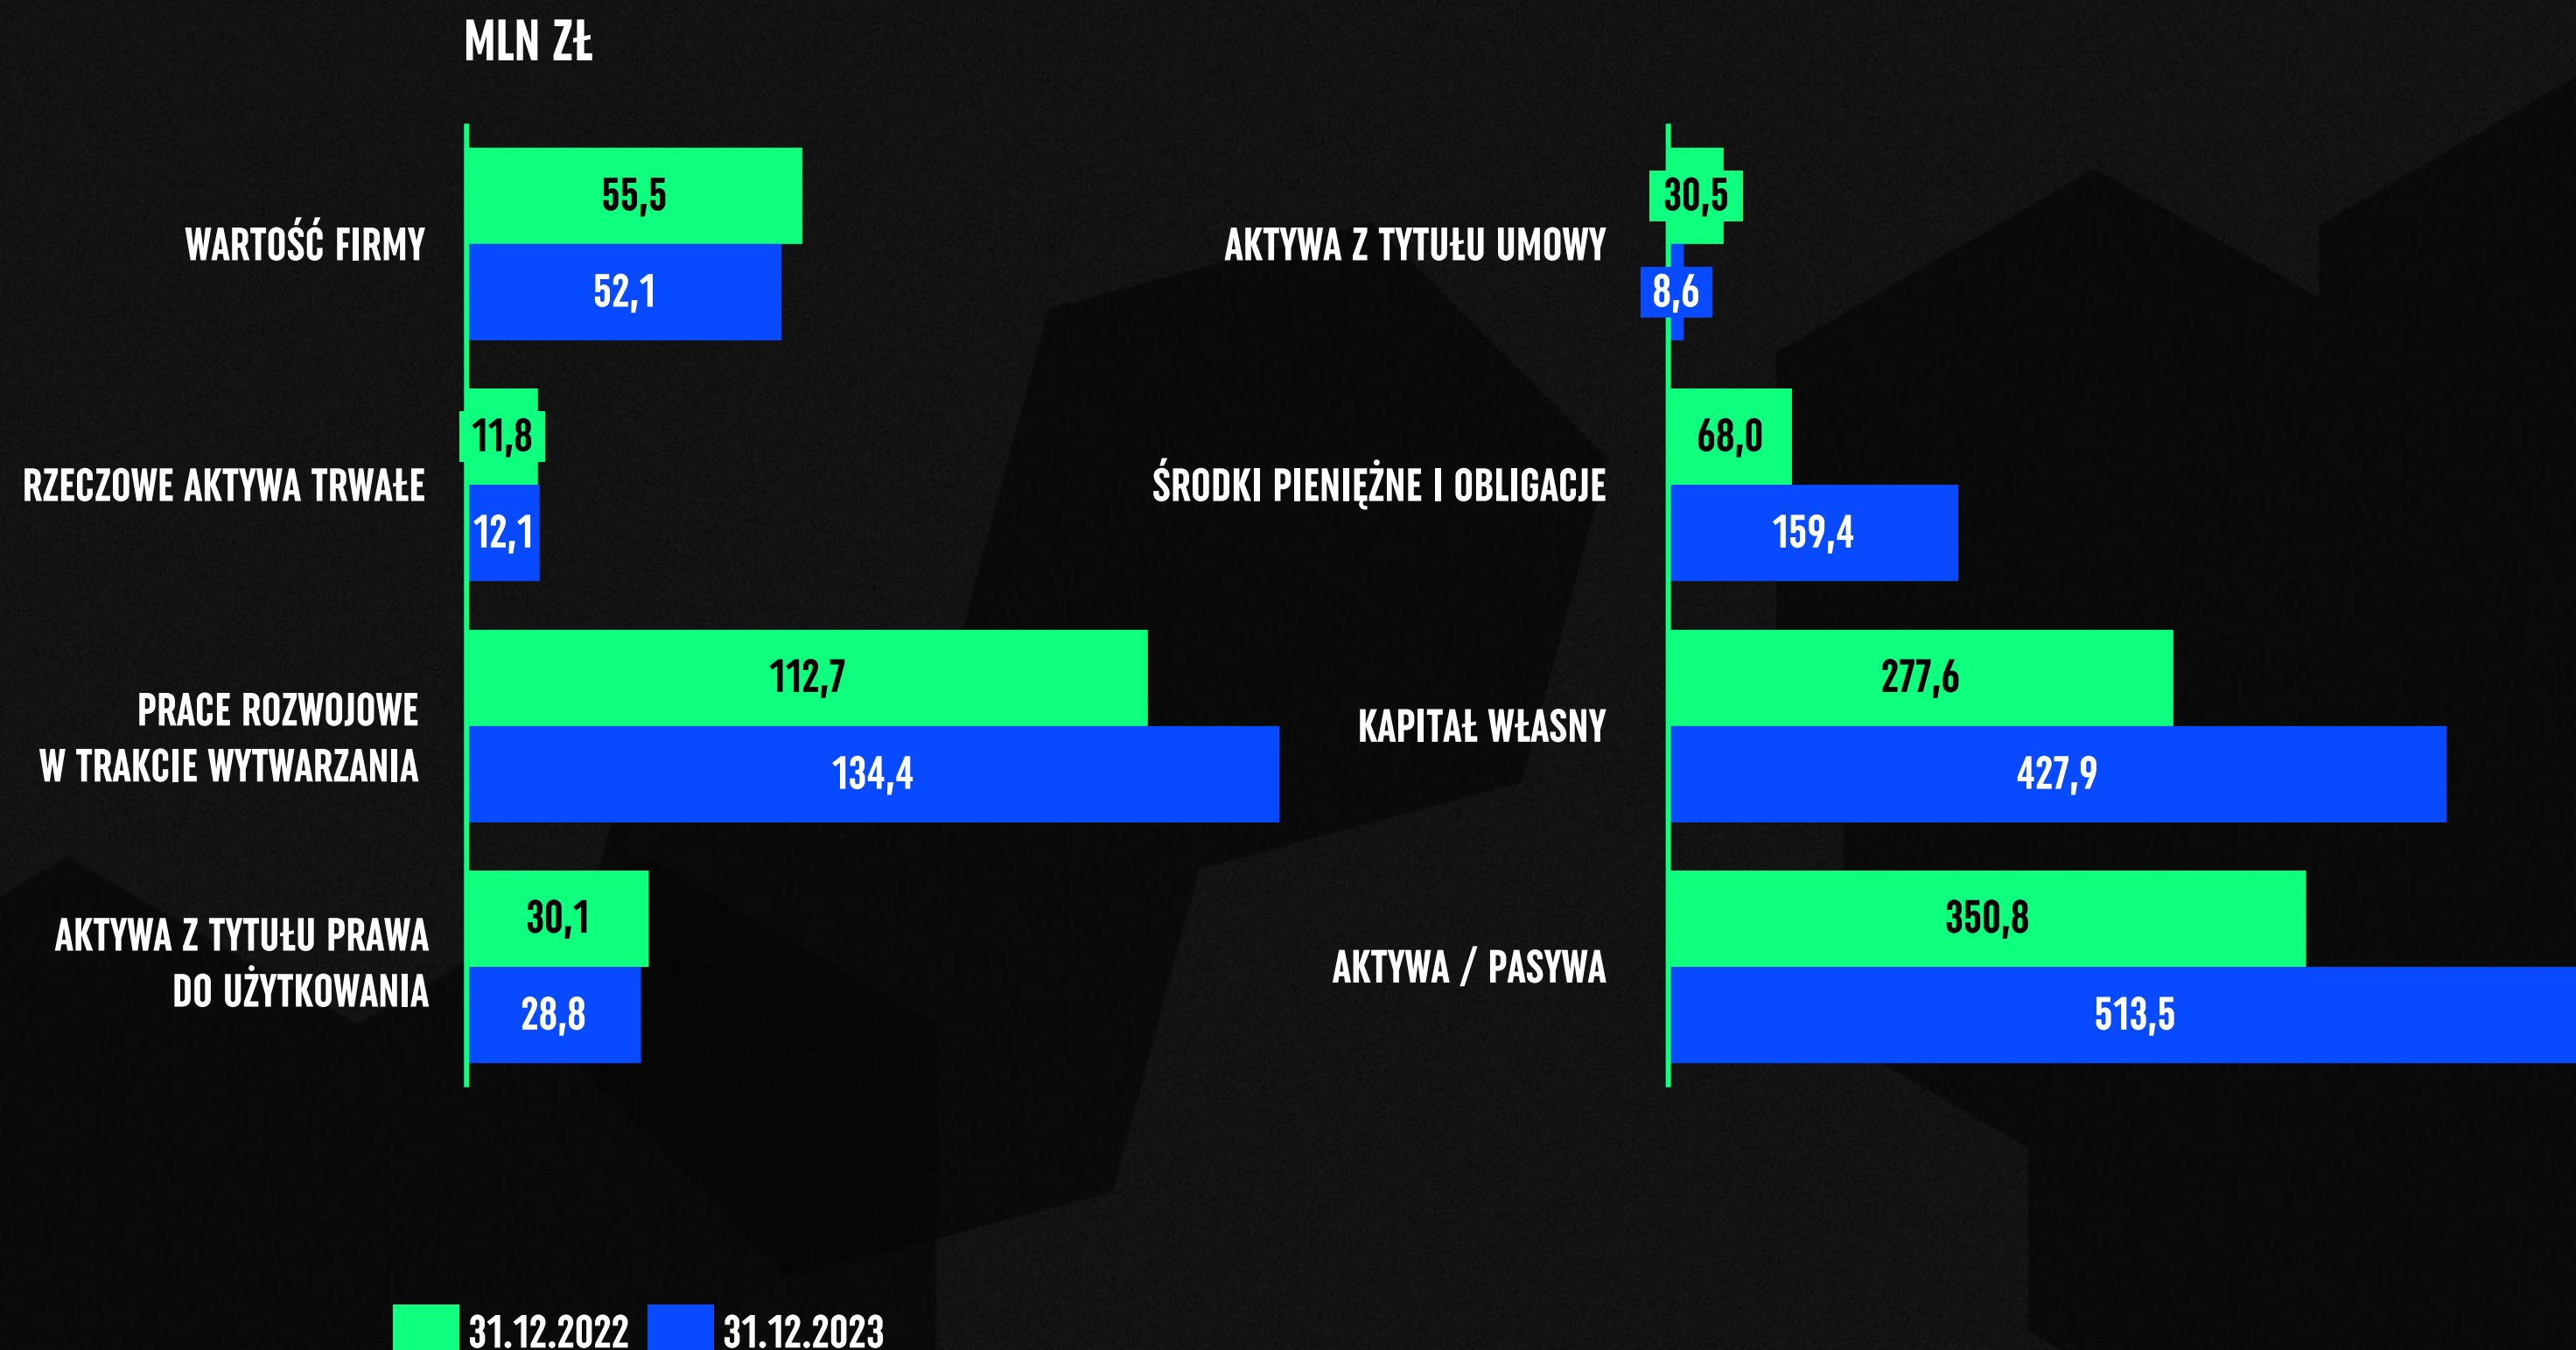 MLN ZŁ
WARTOŚĆ FIRMY
55,5
52,1
RZECZOWE AKTYWA TRWAŁE
11,8
12,1
PRACE ROZWOJOWE
W TRAKCIE WYTWARZANIA
112,7
134,4
AKTYWA Z TYTUŁU PRAWA
DO UŻYTKOWANIA
30,1
28,8
AKTYWA Z TYTUŁU UMOWY
30,5
8,6
ŚRODKI PIENIĘŻNE I OBLIGACJE
68,0
159,4
KAPITAŁ WŁASNY
277,6
427,9
AKTYWA / PASYWA
350,8
513,5
31.12.2022
31.12.2023